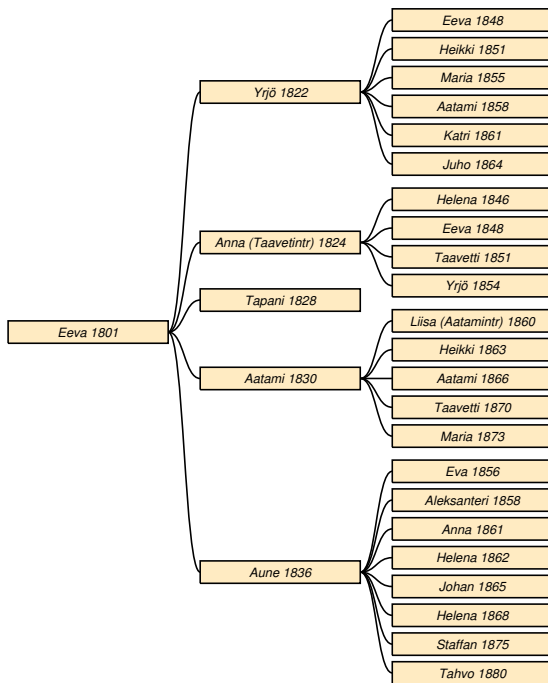 Eeva 1848
Heikki 1851
Maria 1855
Yrjö 1822
Aatami 1858
Katri 1861
Juho 1864
Helena 1846
Eeva 1848
Anna (Taavetintr) 1824
Taavetti 1851
Yrjö 1854
Tapani 1828
Eeva 1801
Liisa (Aatamintr) 1860
Heikki 1863
Aatami 1830
Aatami 1866
Taavetti 1870
Maria 1873
Eva 1856
Aleksanteri 1858
Anna 1861
Helena 1862
Aune 1836
Johan 1865
Helena 1868
Staffan 1875
Tahvo 1880